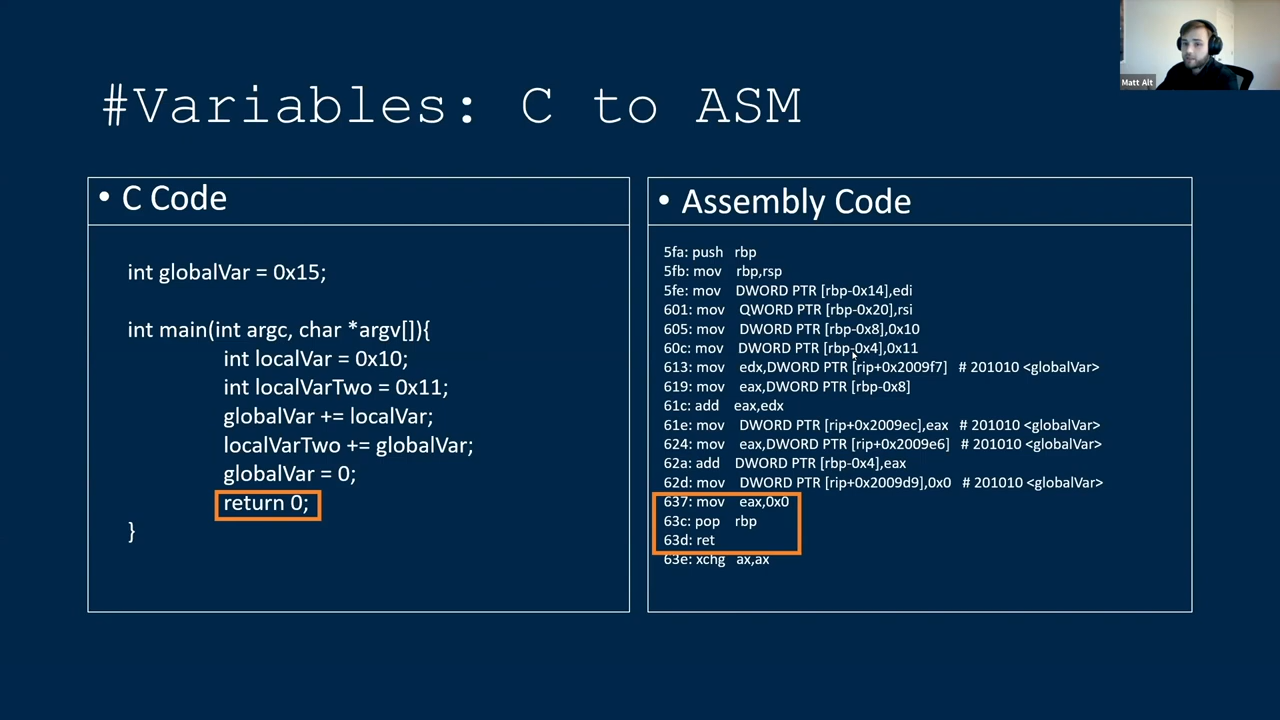 Matt Alt
#Variables: C to ASM
• C Code
int globalVar = 0x15;
int main(int argc, char *argv[]){
int localVar = 0x10;
int localVarTwo = 0x11;
globalVar += localVar;
localVarTwo += globalVar;
globalVar = 0;
return 0;
}
• Assembly Code
5fa: push rbp
5fb: mov rbp,rsp
5fe: mov DWORD PTR [rbp-0x14],edi
601: mov QWORD PTR [rbp-0x20],rsi
605: mov DWORD PTR [rbp-0x8],0x10
60c: mov DWORD PTR [rbp-0x4],0x11
613: mov edx,DWORD PTR [rip+0x2009f7] # 201010 <globalVar>
619: mov eax,DWORD PTR [rbp-0x8]
61c: add eax,edx
61e: mov DWORD PTR [rip+0x2009ec],eax # 201010 <globalVar>
624: mov eax,DWORD PTR [rip+0x2009e6] # 201010 <globalVar>
62a: add DWORD PTR [rbp-0x4],eax
62d: mov DWORD PTR [rip+0x2009d9],0x0 # 201010 <globalVar>
637: mov eax,0x0
63c: pop rbp
63d: ret
63e: xchg ax,ax